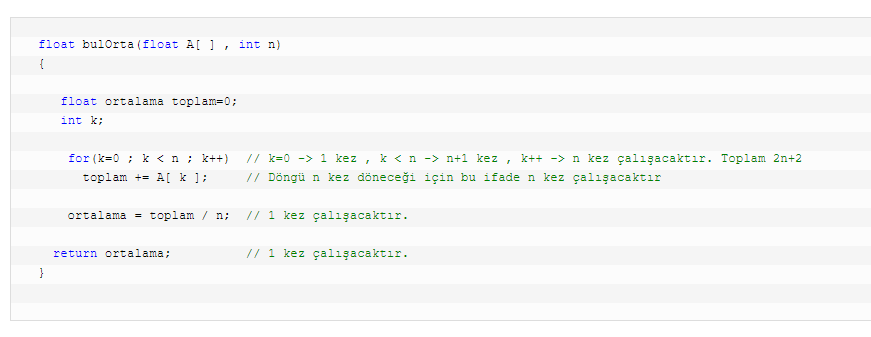 float bulOrta(float A[ ] , int n)
{
float ortalama toplam=0;
int k;
for(k=0 ; k < n ; k++) // k=0 -> 1 kez , k < n -> n+1 kez , k++ -> n kez çalışacaktır. Toplam 2n+2
toplam += A[ k ]; // Döngü n kez döneceği için bu ifade n kez çalışacaktır
ortalama = toplam / n; // 1 kez çalışacaktır.
return ortalama; // 1 kez çalışacaktır.
}